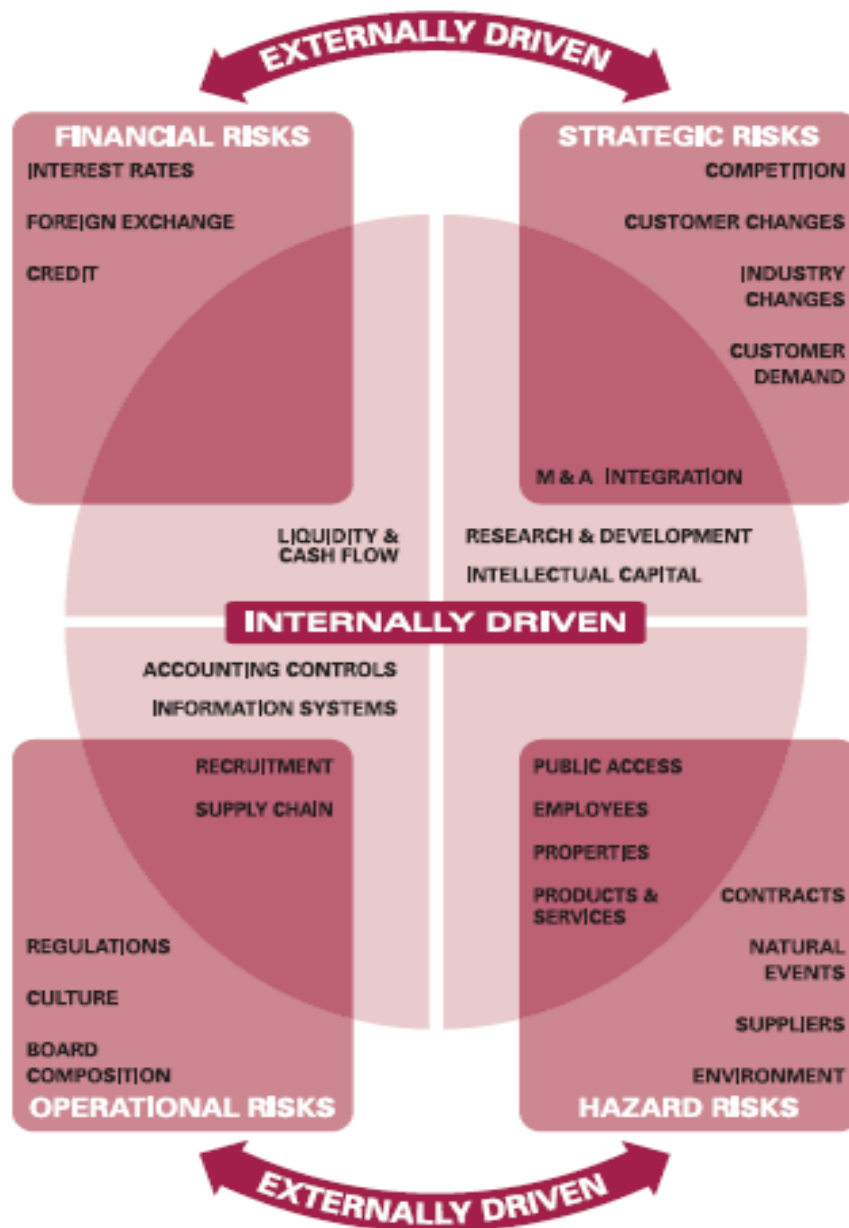 EXTERNALLY DRIVEN
FINANCIAL RISKS
INTEREST RATES
FOREIGN EXCHANGE
CREDIT
STRATEGIC RISKS
COMPETITION
CUSTOMER CHANGES
INDUSTRY
CHANGES
CUSTOMER
DEMAND
M & A INTEGRATION
LIQUIDITY &
CASH FLOW
RESEARCH & DEVELOPMENT
INTELLECTUAL CAPITAL
INTERNALLY DRIVEN
ACCOUNTING CONTROLS
INFORMATION SYSTEMS
RECRUITMENT
SUPPLY CHAIN
REGULATIONS
CULTURE
BOARD
COMPOSITION
OPERATIONAL RISKS
PUBLIC ACCESS
EMPLOYEES
PROPERTIES
PRODUCTS &
SERVICES
CONTRACTS
NATURAL
EVENTS
SUPPLIERS
ENVIRONMENT
HAZARD RISKS
EXTERNALLY DRIVEN